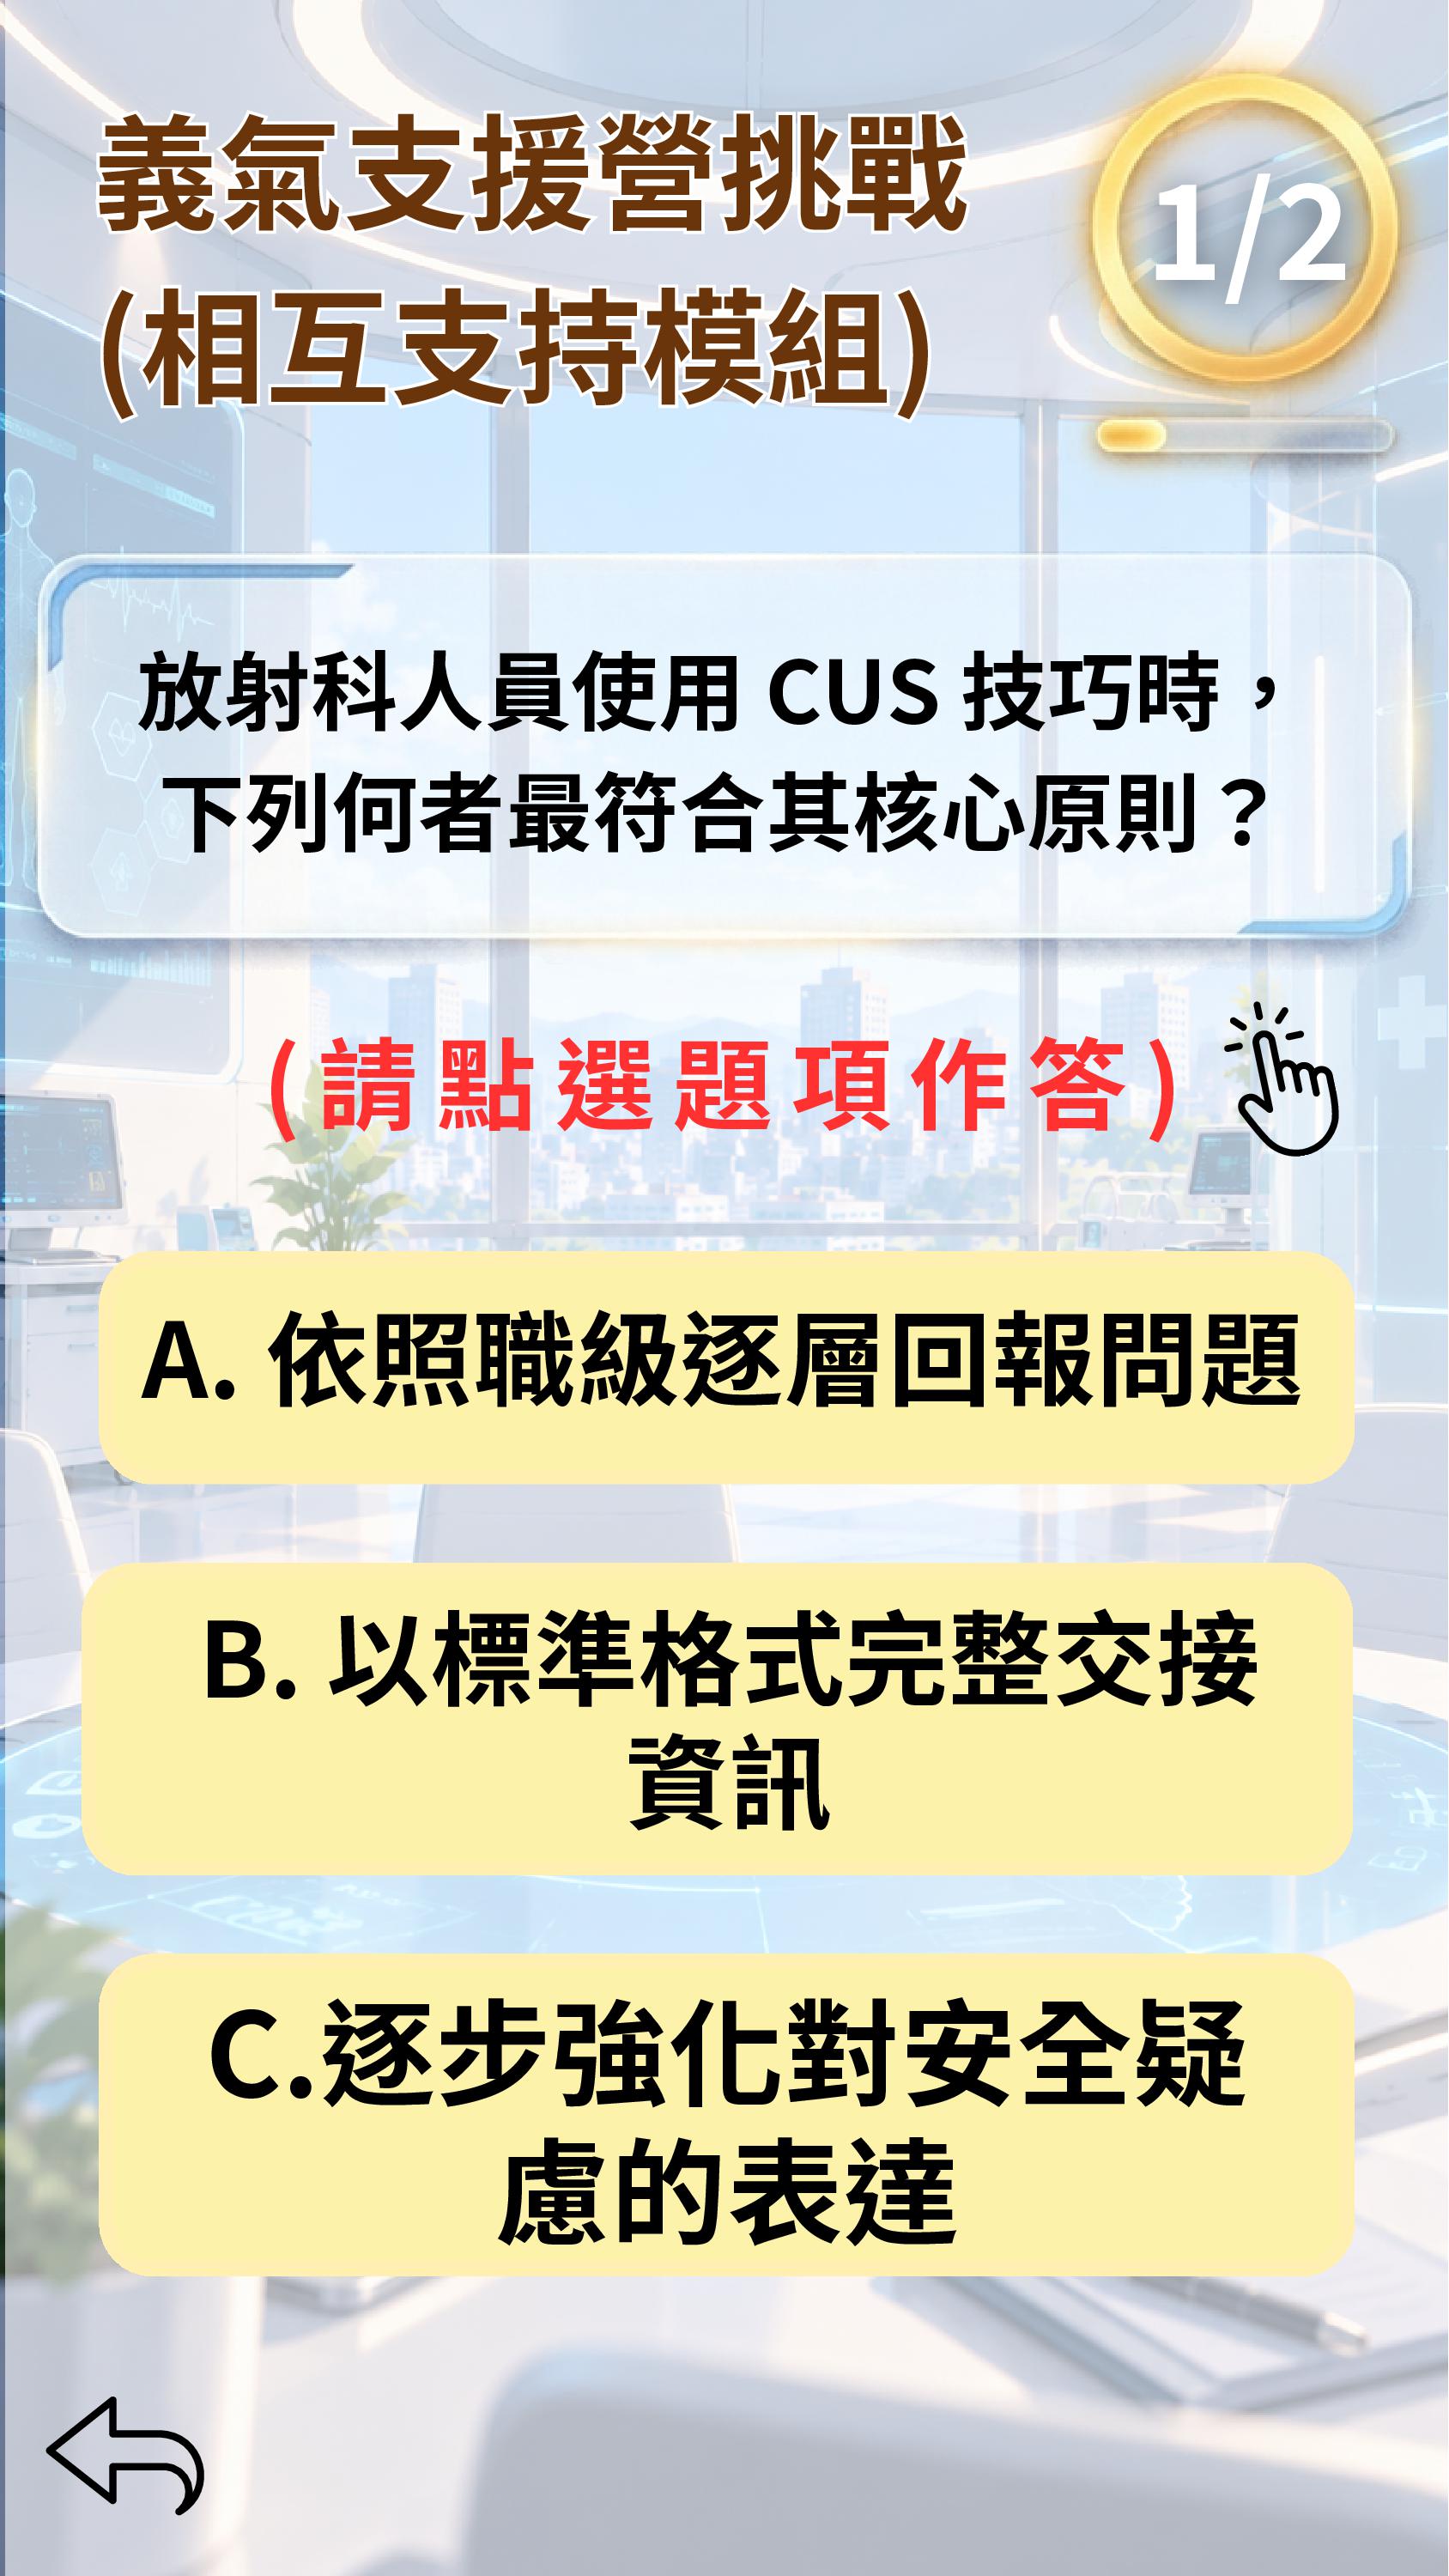 義氣支援營挑戰
(相互支持模組)
1/2
放射科人員使用 CUS 技巧時，
下列何者最符合其核心原則？
(請點選題項作答)
A. 依照職級逐層回報問題
B. 以標準格式完整交接
資訊
C.逐步強化對安全疑
慮的表達